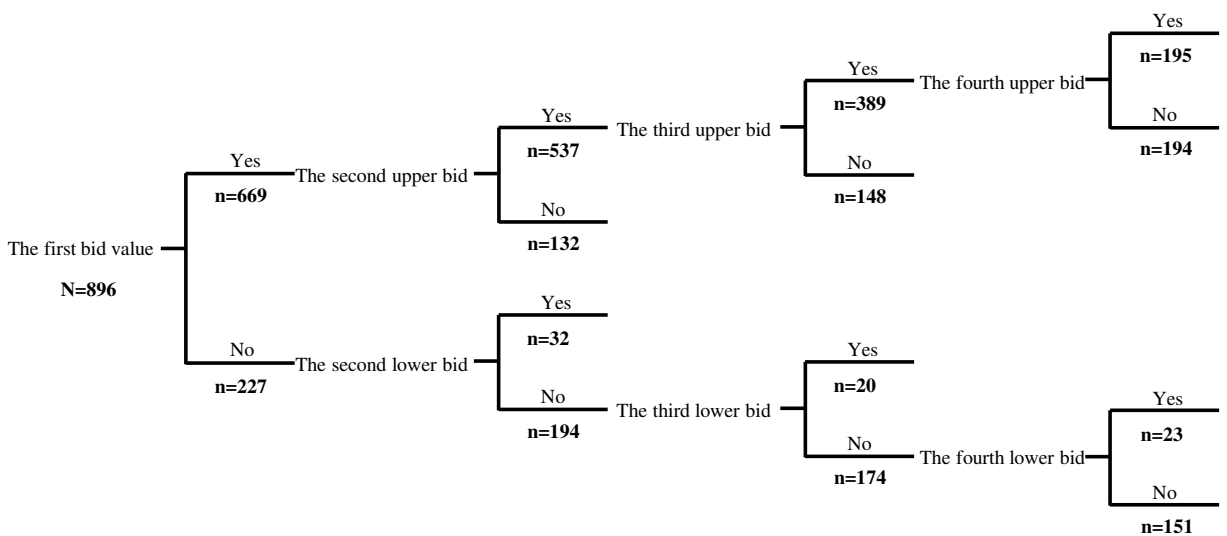 Yes
n=195
Yes
n=389
The fourth upper bid
No
n=194
Yes
n=537
The third upper bid
No
n=148
Yes
n=669
The second upper bid
No
n=132
The first bid value
N=896
Yes
n=32
No
n=227
The second lower bid
No
n=194
Yes
n=20
The third lower bid
No
n=174
Yes
n=23
The fourth lower bid
No
n=151